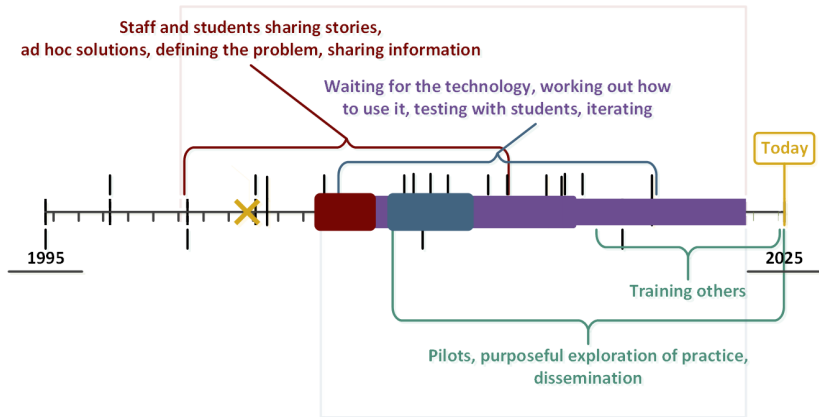 Staff and students sharing stories,
ad hoc solutions, defining the problem, sharing information
Waiting for the technology, working out how
to use it, testing with students, iterating
Today
1995
2025
Training others
Pilots, purposeful exploration of practice,
dissemination